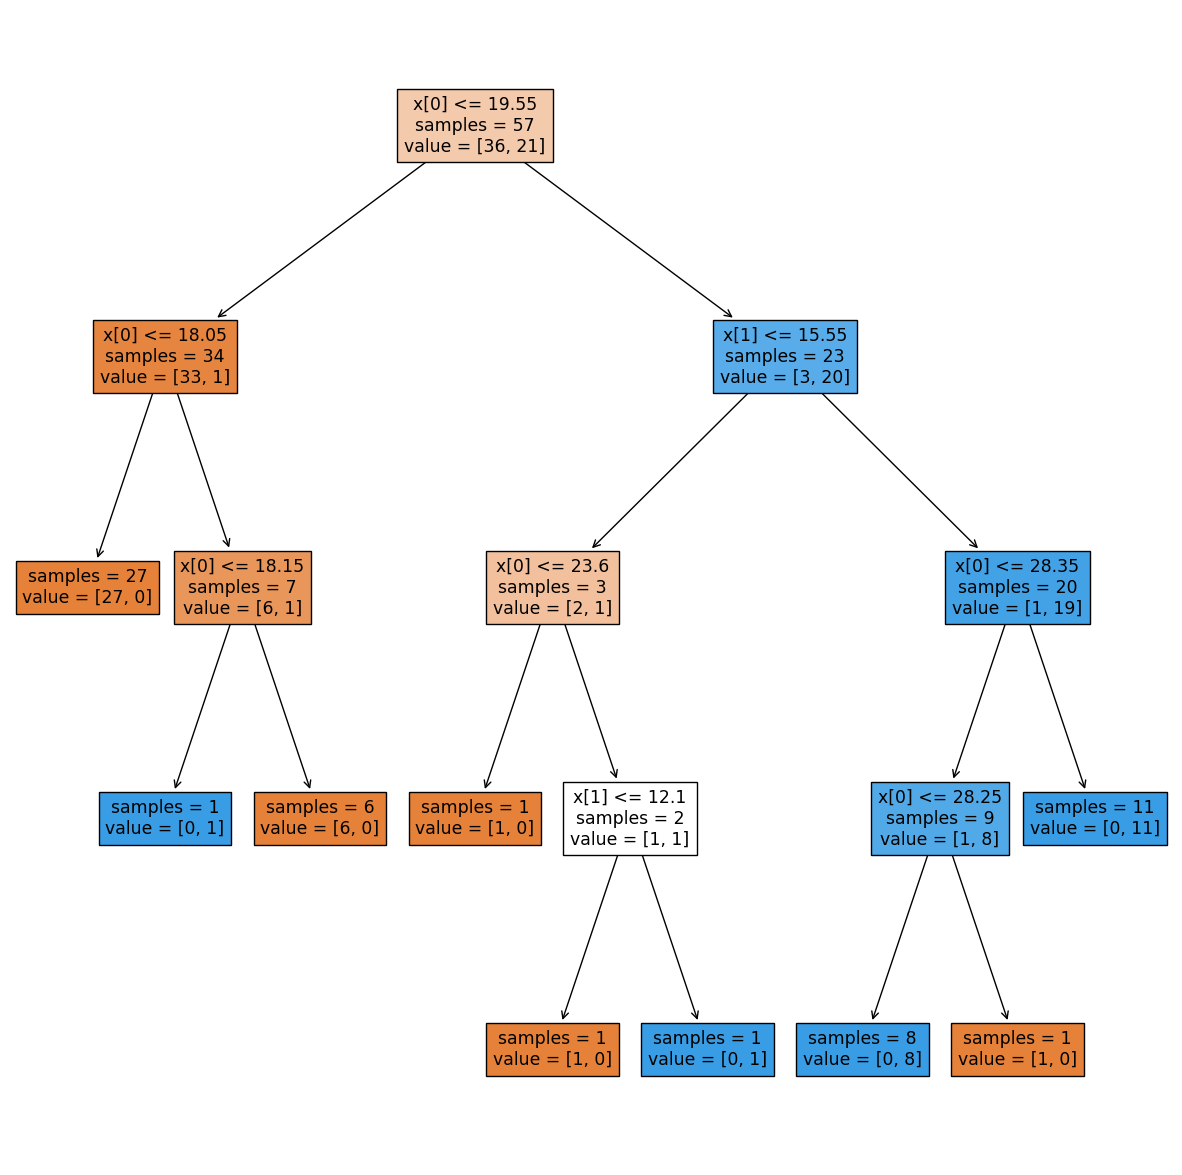 x[0] <= 19.55
samples = 57
value = [36, 21]
x[0] <= 18.05
samples = 34
value = [33, 1]
x[1] <= 15.55
samples = 23
value = [3, 20]
samples = 27
value = [27, 0]
x[0] <= 18.15
samples = 7
value = [6, 1]
x[0] <= 23.6
samples = 3
value = [2, 1]
x[0] <= 28.35
samples = 20
value = [1, 19]
samples = 1
value = [0, 1]
samples = 6
value = [6, 0]
samples = 1
value = [1, 0]
x[1] <= 12.1
samples = 2
value = [1, 1]
x[0] <= 28.25
samples = 9
value = [1, 8]
samples = 11
value = [0, 11]
samples = 1
value = [1, 0]
samples = 1
value = [0, 1]
samples = 8
value = [0, 8]
samples = 1
value = [1, 0]